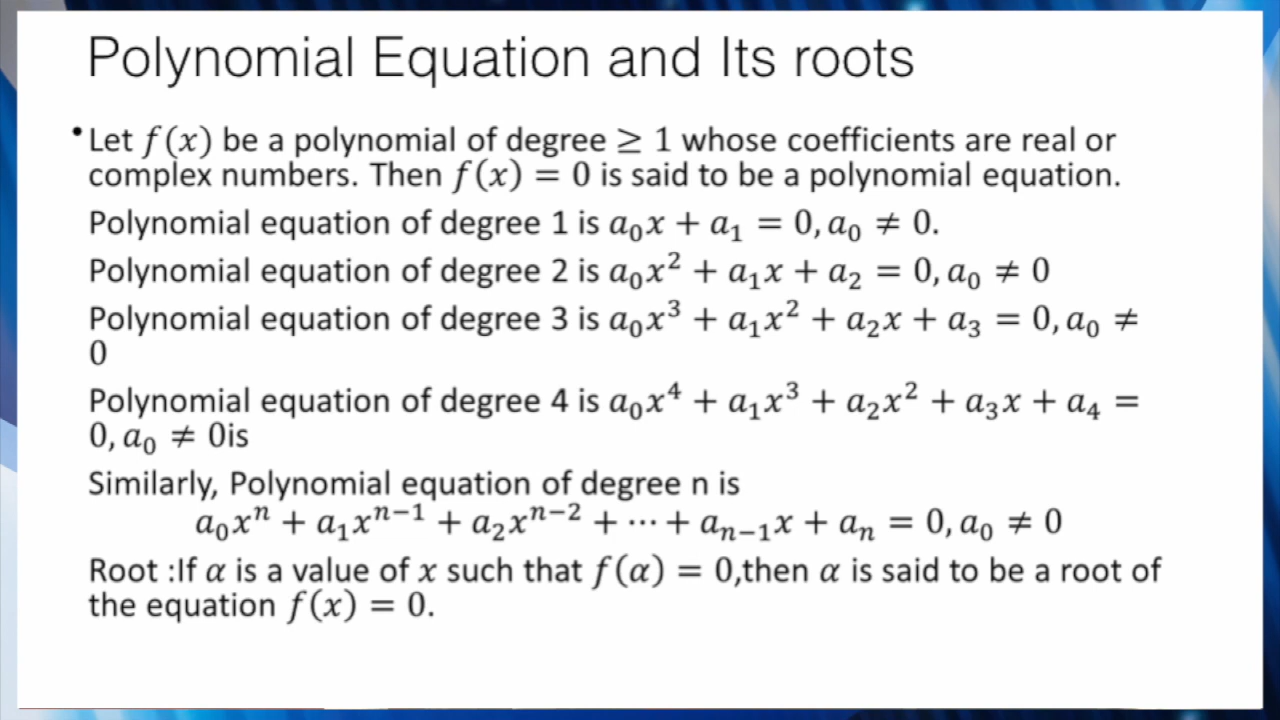 Polynomial Equation and Its roots
• Let f(x) be a polynomial of degree ≥ 1 whose coefficients are real or
complex numbers. Then f(x) = 0 is said to be a polynomial equation.
Polynomial equation of degree 1 is a₀x + a₁ = 0, a₀ ≠ 0.
Polynomial equation of degree 2 is a₀x² + a₁x + a₂ = 0, a₀ ≠ 0
Polynomial equation of degree 3 is a₀x³ + a₁x² + a₂x + a₃ = 0, a₀ ≠
0
Polynomial equation of degree 4 is a₀x⁴ + a₁x³ + a₂x² + a₃x + a₄ =
0, a₀ ≠ 0is
Similarly, Polynomial equation of degree n is
a₀xⁿ + a₁xⁿ⁻¹ + a₂xⁿ⁻² + ⋯ + aₙ₋₁x + aₙ = 0, a₀ ≠ 0
Root :If α is a value of x such that f(α) = 0,then α is said to be a root of
the equation f(x) = 0.